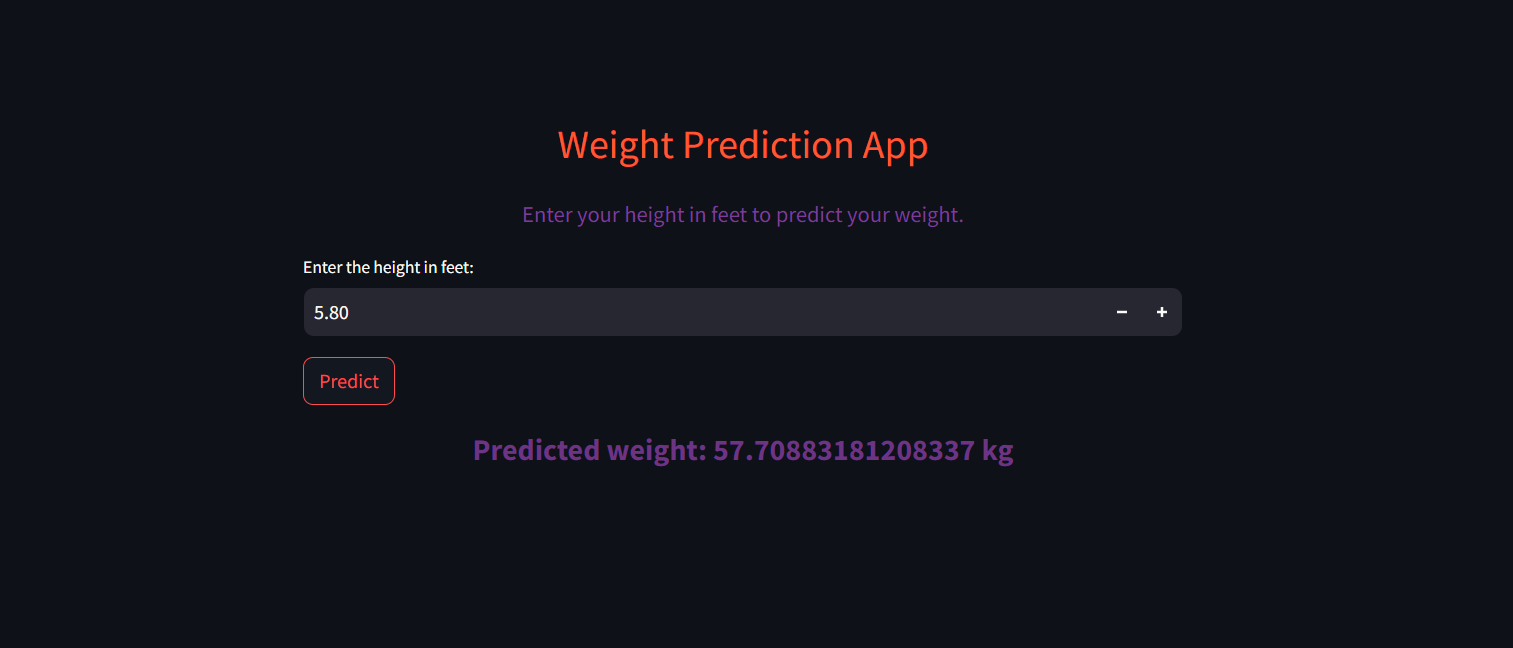 Weight Prediction App
Enter your height in feet to predict your weight.
Enter the height in feet:
5.80 − +
Predict
Predicted weight: 57.70883181208337 kg